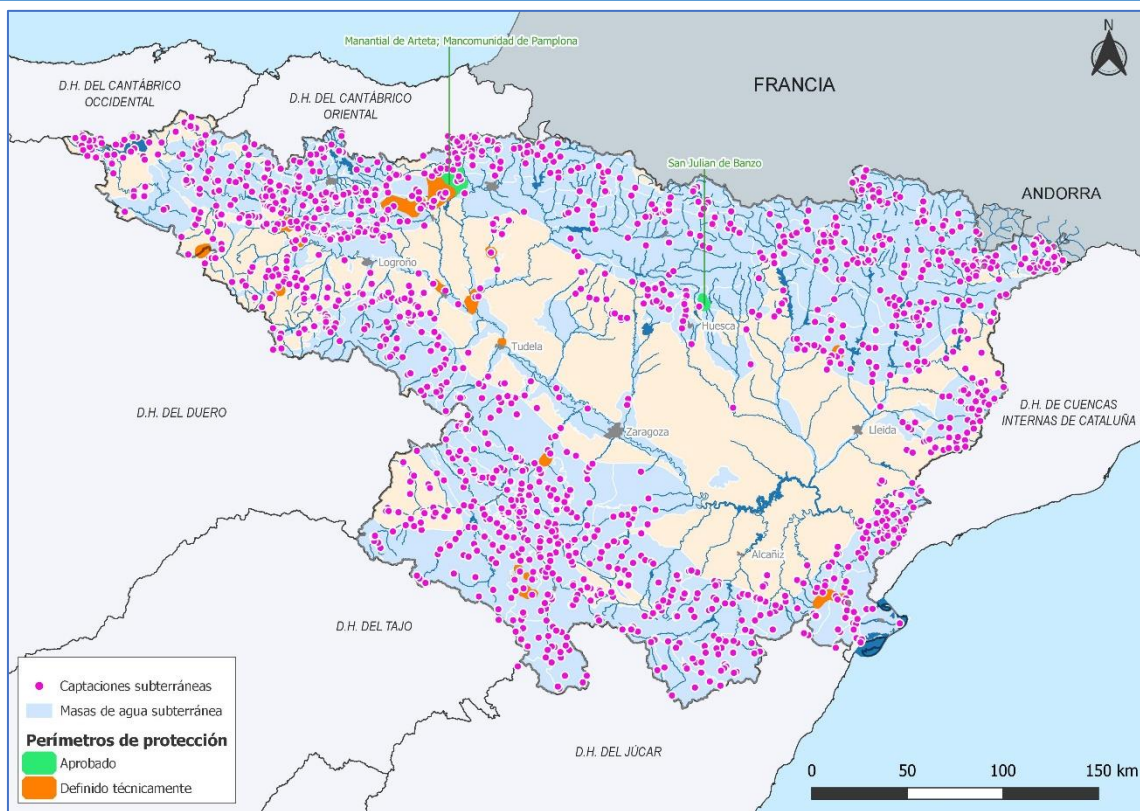 Manantial de Arteta; Mancomunidad de Pamplona
N
D.H. DEL CANTÁBRICO
OCCIDENTAL
D.H. DEL CANTÁBRICO
ORIENTAL
FRANCIA
San Julian de Banzo
ANDORRA
Logroño
Huesca
Tudela
D.H. DEL DUERO
D.H. DE CUENCAS
INTERNAS DE CATALUÑA
Zaragoza
Lleida
Alcañiz
D.H. DEL TAJO
D.H. DEL JÚCAR
Captaciones subterráneas
Masas de agua subterránea
Perímetros de protección
Aprobado
Definido técnicamente
0 50 100 150 km